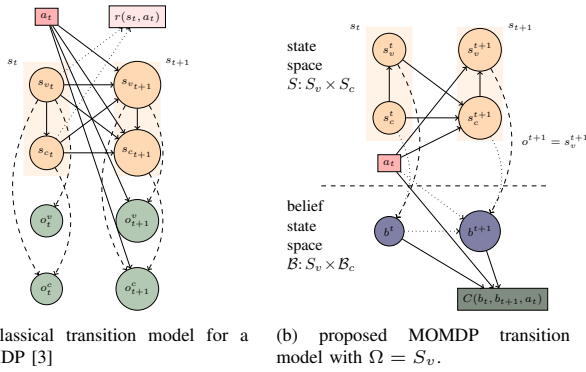 a_t
r(s_t, a_t)
s_t
s_{t+1}
s_{v_t}
s_{v_{t+1}}
s_{c_t}
s_{c_{t+1}}
o_t^v
o_{t+1}^v
o_t^c
o_{t+1}^c
lassical transition model for a
DP [3]
state
space
S: S_v × S_c
s_t
s_{t+1}
s_v^t
s_v^{t+1}
s_c^t
s_c^{t+1}
o^{t+1} = s_v^{t+1}
a_t
belief
state
space
B: S_v × B_c
b^t
b^{t+1}
C(b_t, b_{t+1}, a_t)
(b) proposed MOMDP transition
model with Ω = S_v.